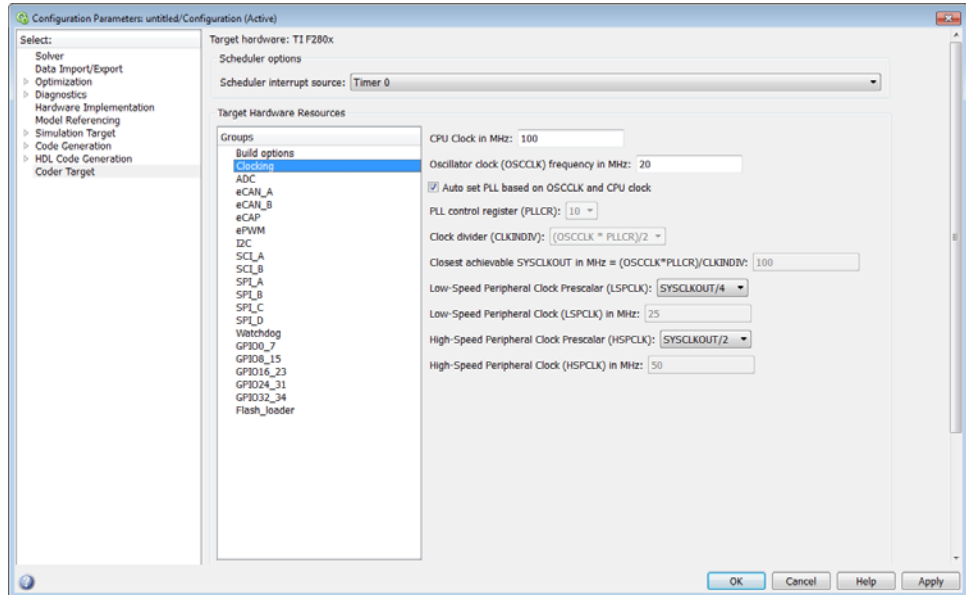 Configuration Parameters: untitled/Configuration (Active)
Select:
Solver
Data Import/Export
Optimization
Diagnostics
Hardware Implementation
Model Referencing
Simulation Target
Code Generation
HDL Code Generation
Coder Target
Target hardware: TI F280x
Scheduler options
Scheduler interrupt source: Timer 0
Target Hardware Resources
Groups
Build options
Clocking
ADC
eCAN_A
eCAN_B
eCAP
ePWM
I2C
SCI_A
SCI_B
SPI_A
SPI_B
SPI_C
SPI_D
Watchdog
GPIO0_7
GPIO8_15
GPIO16_23
GPIO24_31
GPIO32_34
Flash_loader
CPU Clock in MHz: 100
Oscillator clock (OSCCLK) frequency in MHz: 20
Auto set PLL based on OSCCLK and CPU clock
PLL control register (PLLCR): 10
Clock divider (CLKINDIV): (OSCCLK * PLLCR)/2
Closest achievable SYSCLKOUT in MHz = (OSCCLK*PLLCR)/CLKINDIV: 100
Low-Speed Peripheral Clock Prescalar (LSPCLK): SYSCLKOUT/4
Low-Speed Peripheral Clock (LSPCLK) in MHz: 25
High-Speed Peripheral Clock Prescalar (HSPCLK): SYSCLKOUT/2
High-Speed Peripheral Clock (HSPCLK) in MHz: 50
OK Cancel Help Apply